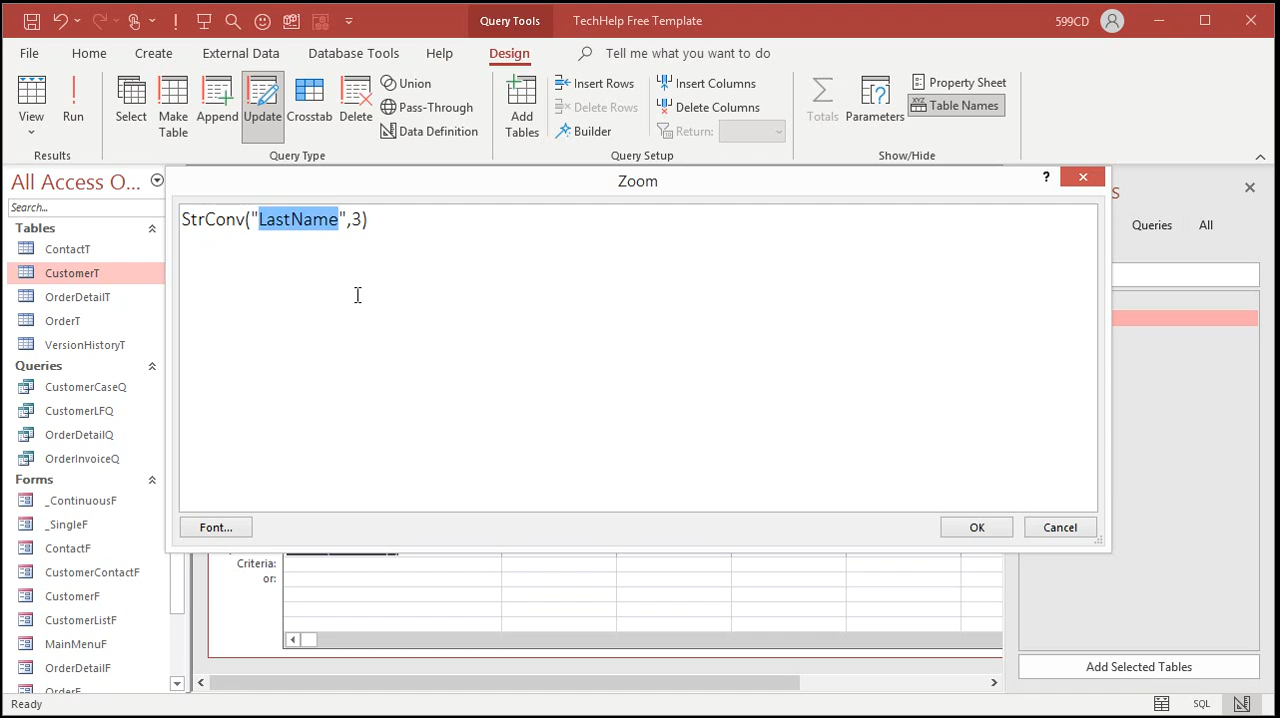 Query Tools
TechHelp Free Template
599CD
File
Home
Create
External Data
Database Tools
Help
Design
Tell me what you want to do
View
Run
Select
Make
Table
Append
Update
Crosstab
Delete
Union
Pass-Through
Data Definition
Add
Tables
Insert Rows
Delete Rows
Builder
Insert Columns
Delete Columns
Return:
Totals
Parameters
Property Sheet
Table Names
Results
Query Type
Query Setup
Show/Hide
All Access O...
Search...
Tables
ContactT
CustomerT
OrderDetailT
OrderT
VersionHistoryT
Queries
CustomerCaseQ
CustomerLFQ
OrderDetailQ
OrderInvoiceQ
Forms
_ContinuousF
_SingleF
ContactF
CustomerContactF
CustomerF
CustomerListF
MainMenuF
OrderDetailF
OrderF
Zoom
?
StrConv("LastName",3)
Font...
OK
Cancel
Criteria:
or:
s
Queries
All
Add Selected Tables
Ready
SQL